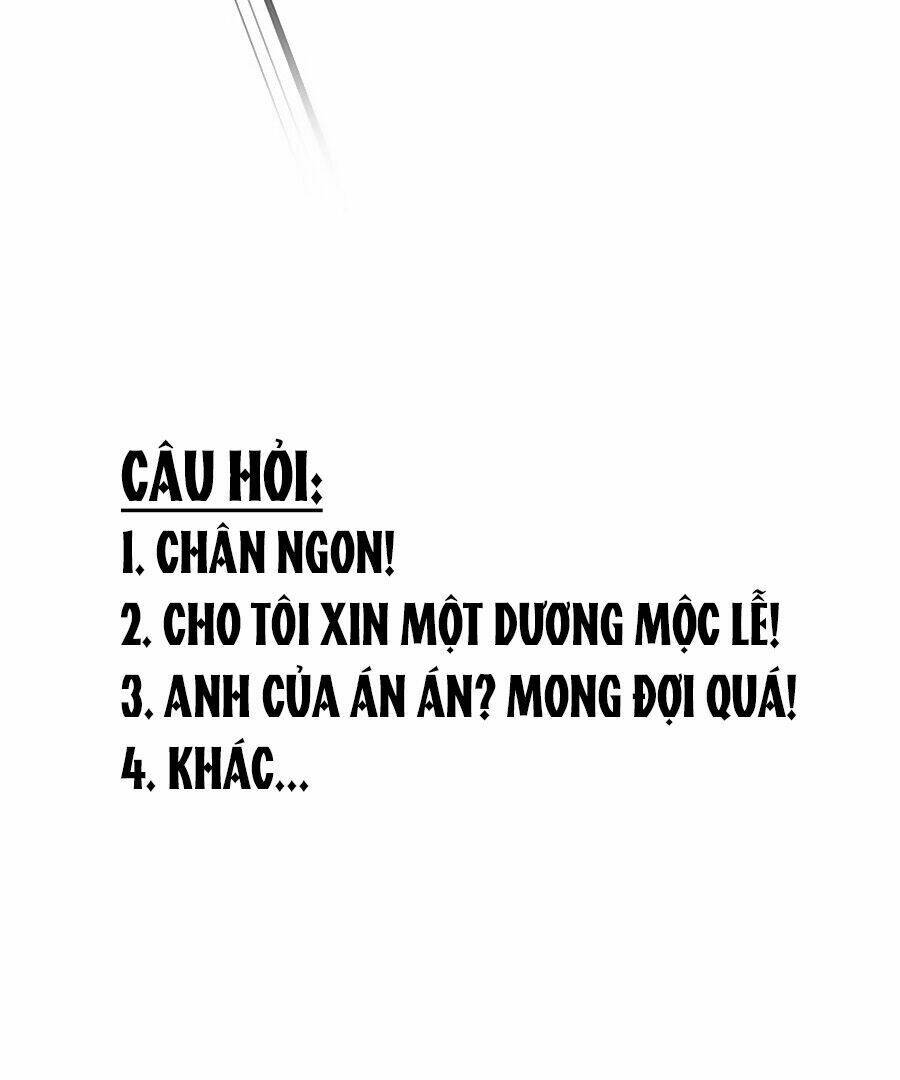 CÂU HỎI:
1. CHÂN NGON!
2. CHO TÔI XIN MỘT DƯƠNG MỘC LỄ!
3. ANH CỦA ÁN ÁN? MONG ĐỢI QUÁ!
4. KHÁC...